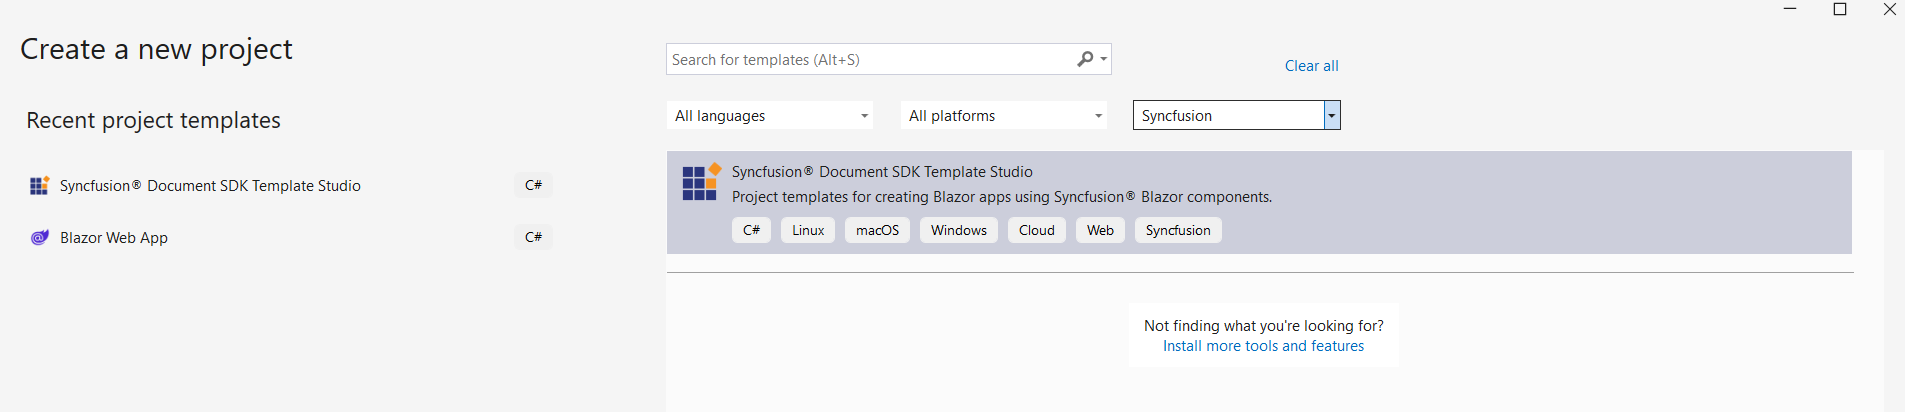 Create a new project
Recent project templates
Syncfusion® Document SDK Template Studio C#
Blazor Web App C#
Search for templates (Alt+S)
Clear all
All languages
All platforms
Syncfusion
Syncfusion® Document SDK Template Studio
Project templates for creating Blazor apps using Syncfusion® Blazor components.
C# Linux macOS Windows Cloud Web Syncfusion
Not finding what you're looking for?
Install more tools and features